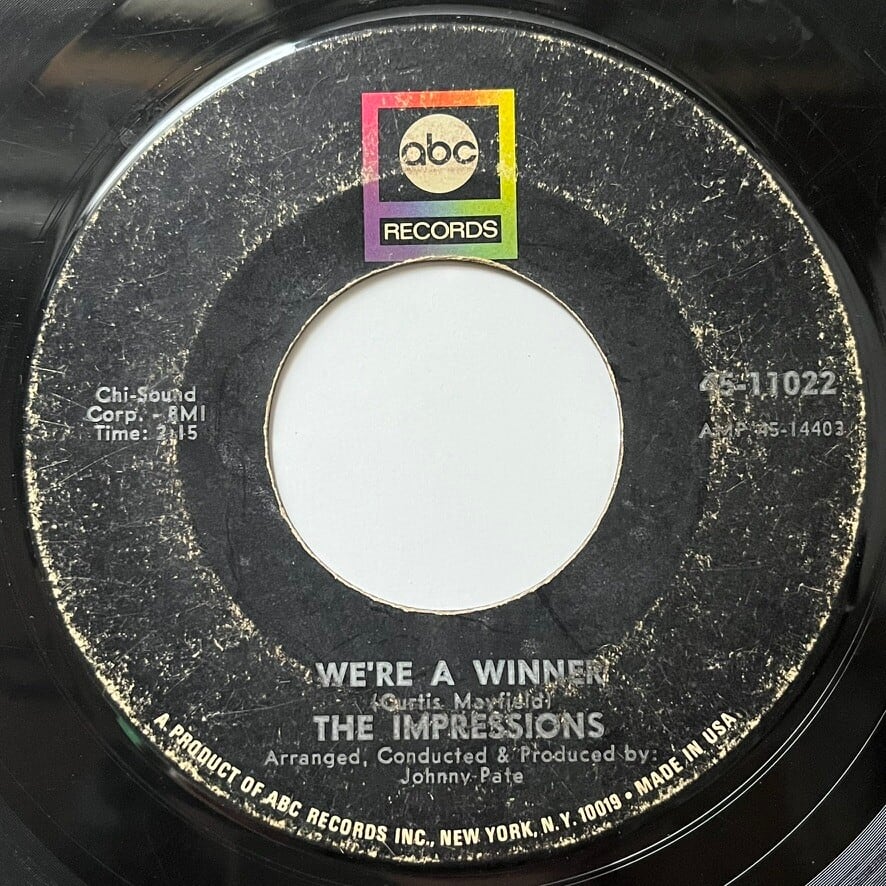 abc
RECORDS
Chi-Sound
Corp. - BMI
Time: 2:15
45-11022
AMP 45-14403
WE'RE A WINNER
(Curtis Mayfield)
THE IMPRESSIONS
Arranged, Conducted & Produced by:
Johnny Pate
A PRODUCT OF ABC RECORDS INC., NEW YORK, N.Y. 10019 • MADE IN USA